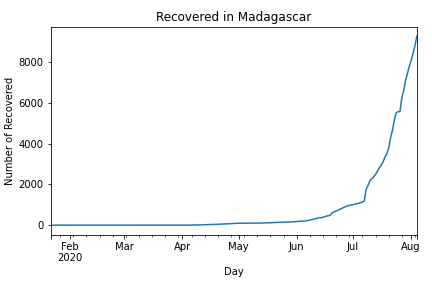 Recovered in Madagascar
Number of Recovered
8000
6000
4000
2000
0
Feb
2020
Mar
Apr
May
Jun
Jul
Aug
Day